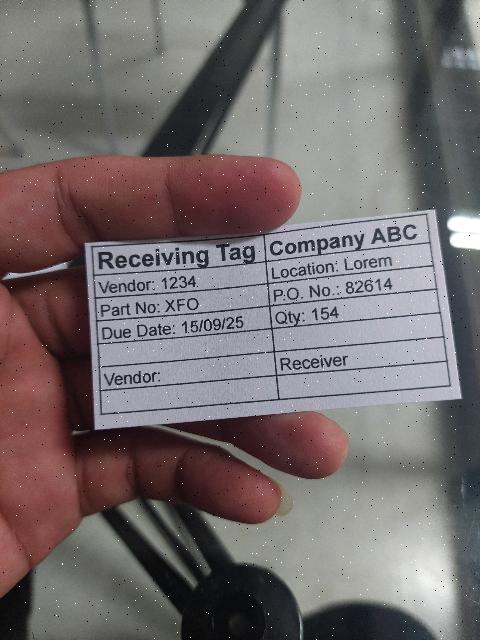 Receiving Tag Company ABC
Vendor: 1234 Location: Lorem
Part No: XFO P.O. No.: 82614
Due Date: 15/09/25 Qty: 154
Vendor: Receiver